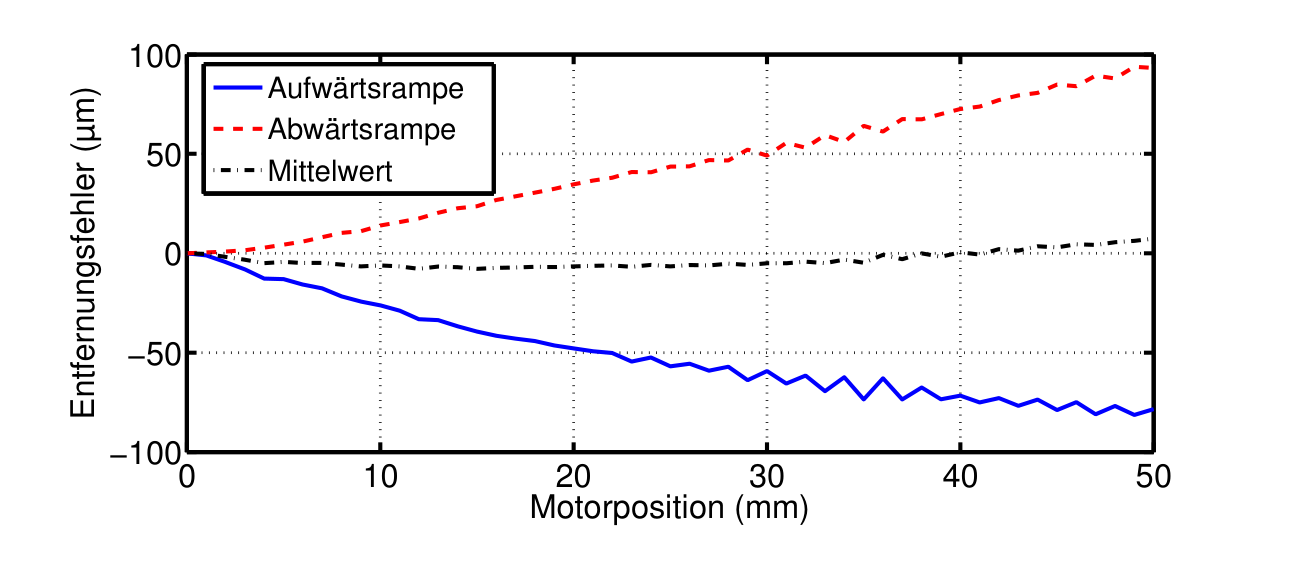 Entfernungsfehler (µm)
100
50
0
−50
−100
Aufwärtsrampe
Abwärtsrampe
Mittelwert
0 10 20 30 40 50
Motorposition (mm)